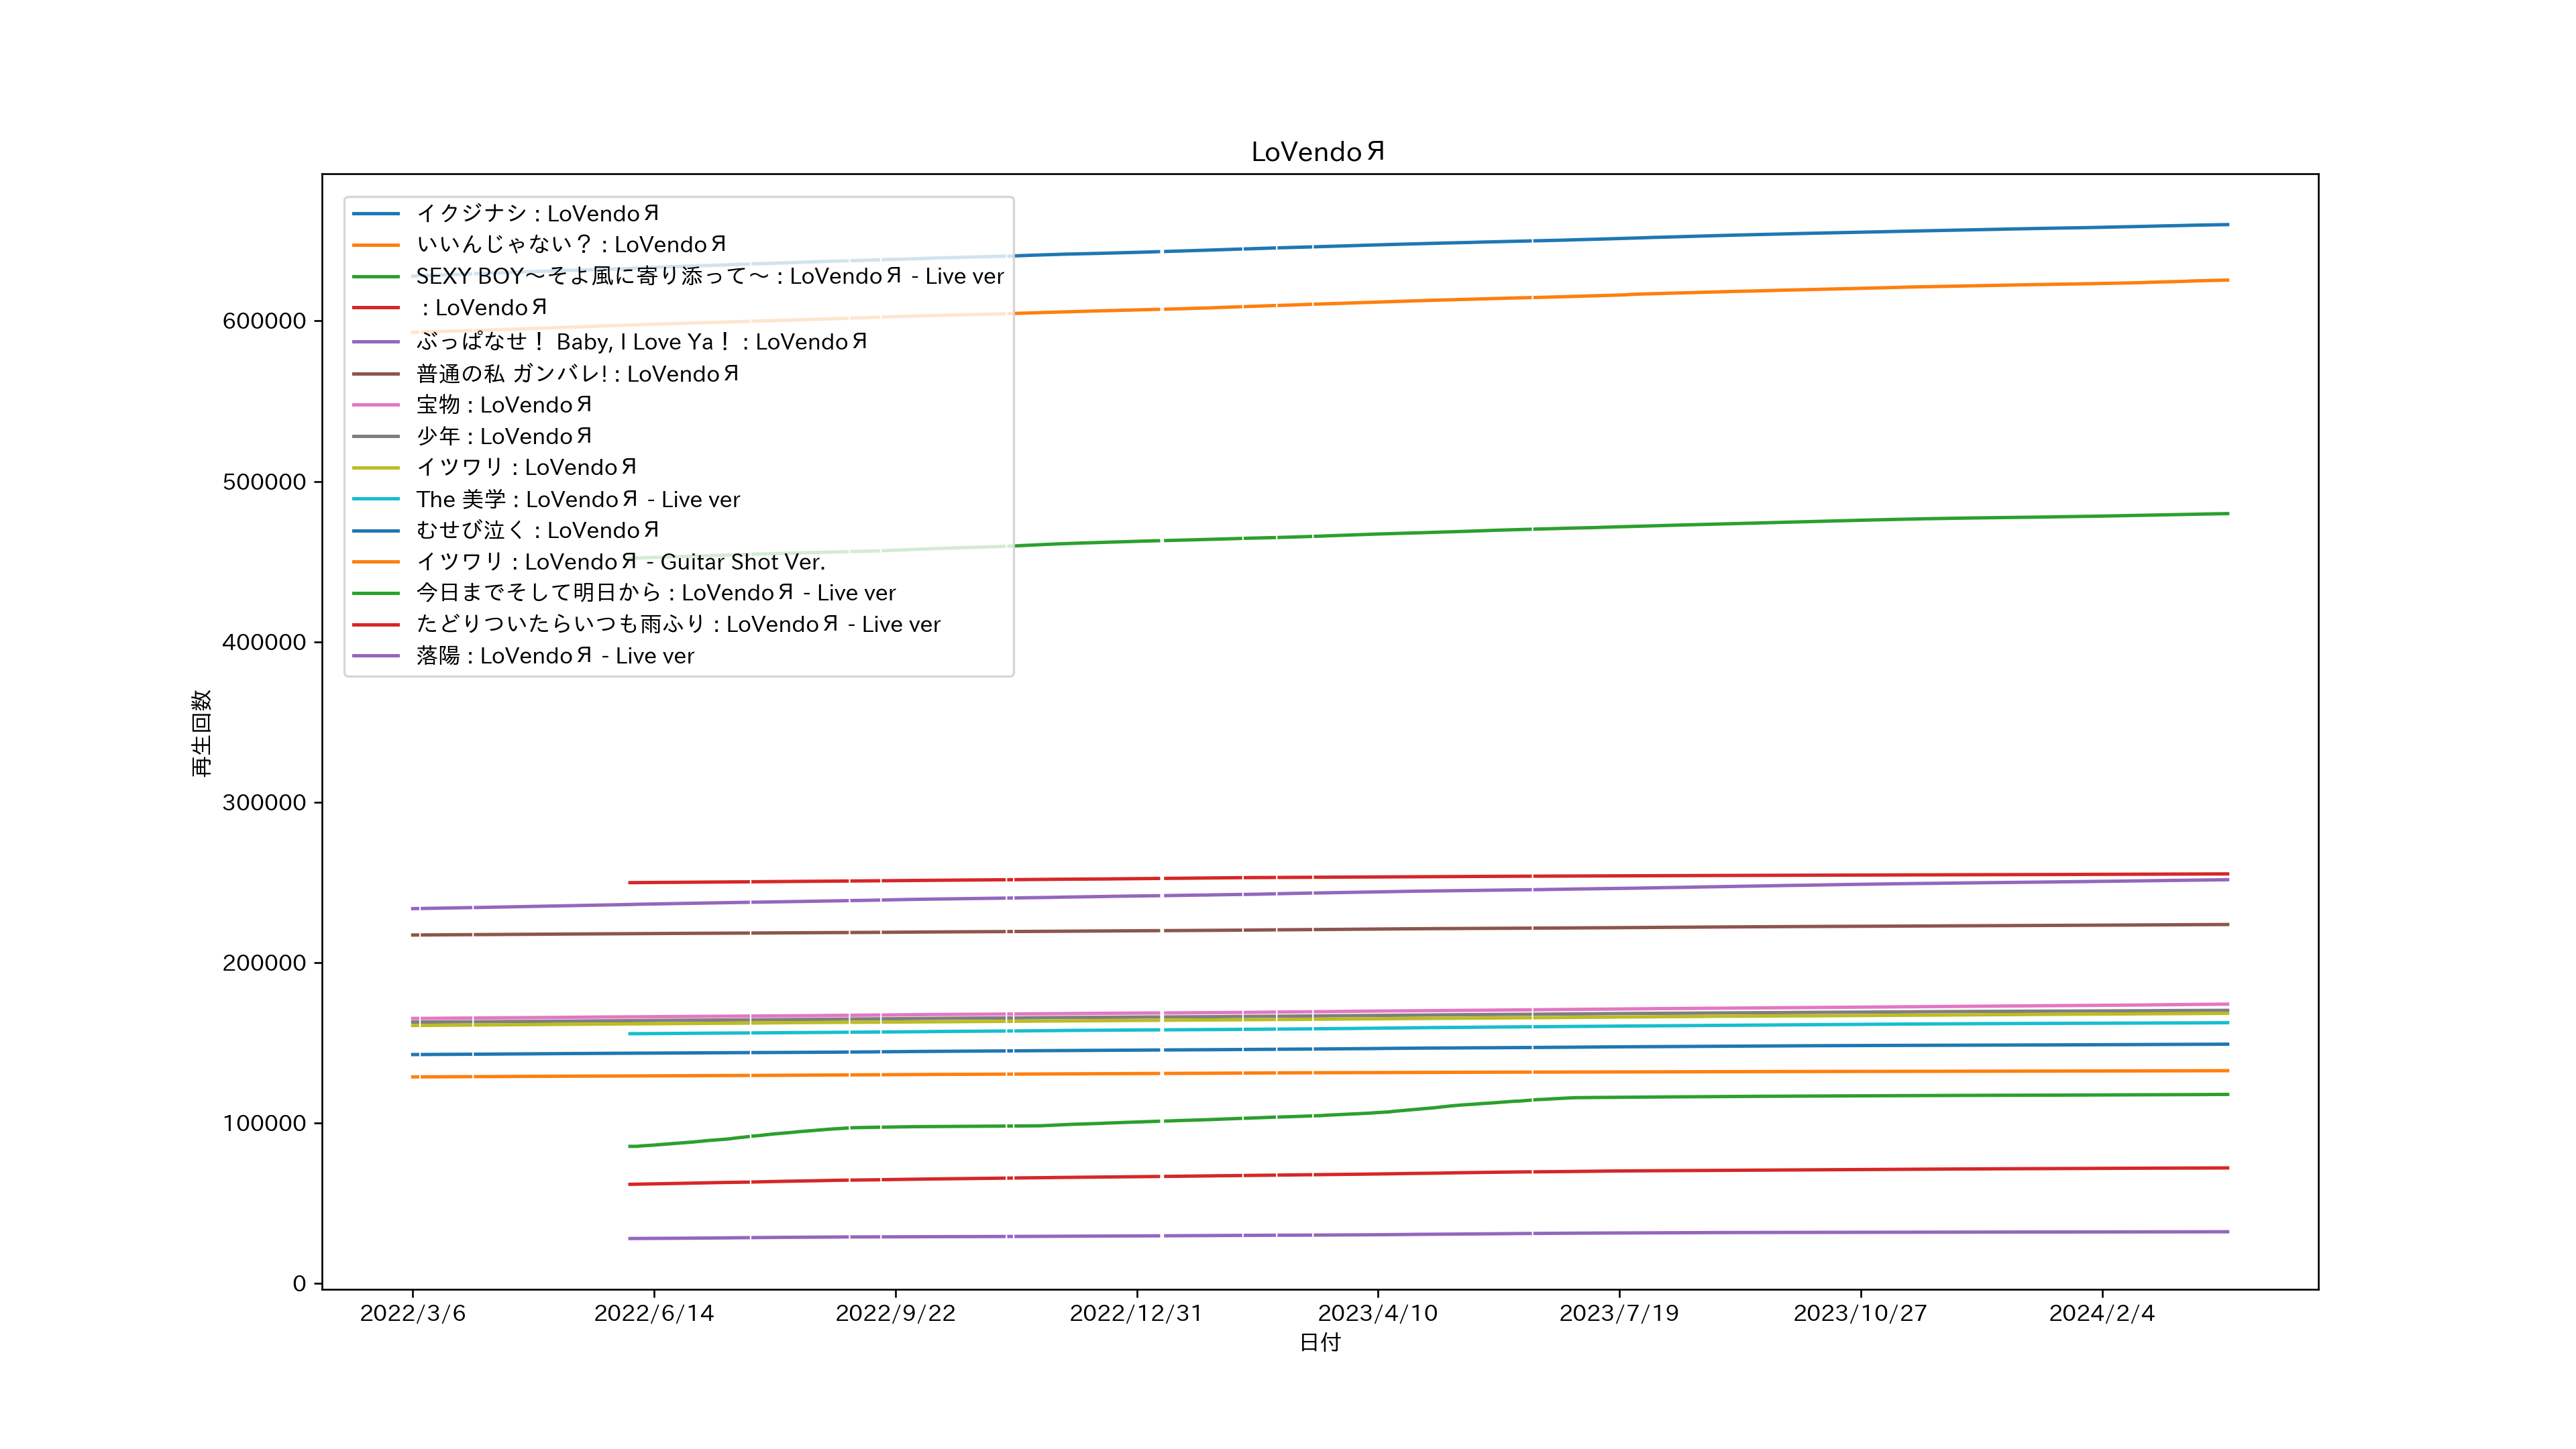 LoVendoЯ
イクジナシ : LoVendoЯ
いいんじゃない？ : LoVendoЯ
SEXY BOY～そよ風に寄り添って～ : LoVendoЯ - Live ver
: LoVendoЯ
ぶっぱなせ！ Baby, I Love Ya！ : LoVendoЯ
普通の私 ガンバレ! : LoVendoЯ
宝物 : LoVendoЯ
少年 : LoVendoЯ
イツワリ : LoVendoЯ
The 美学 : LoVendoЯ - Live ver
むせび泣く : LoVendoЯ
イツワリ : LoVendoЯ - Guitar Shot Ver.
今日までそして明日から : LoVendoЯ - Live ver
たどりついたらいつも雨ふり : LoVendoЯ - Live ver
落陽 : LoVendoЯ - Live ver
再生回数
600000
500000
400000
300000
200000
100000
0
2022/3/6 2022/6/14 2022/9/22 2022/12/31 2023/4/10 2023/7/19 2023/10/27 2024/2/4
日付